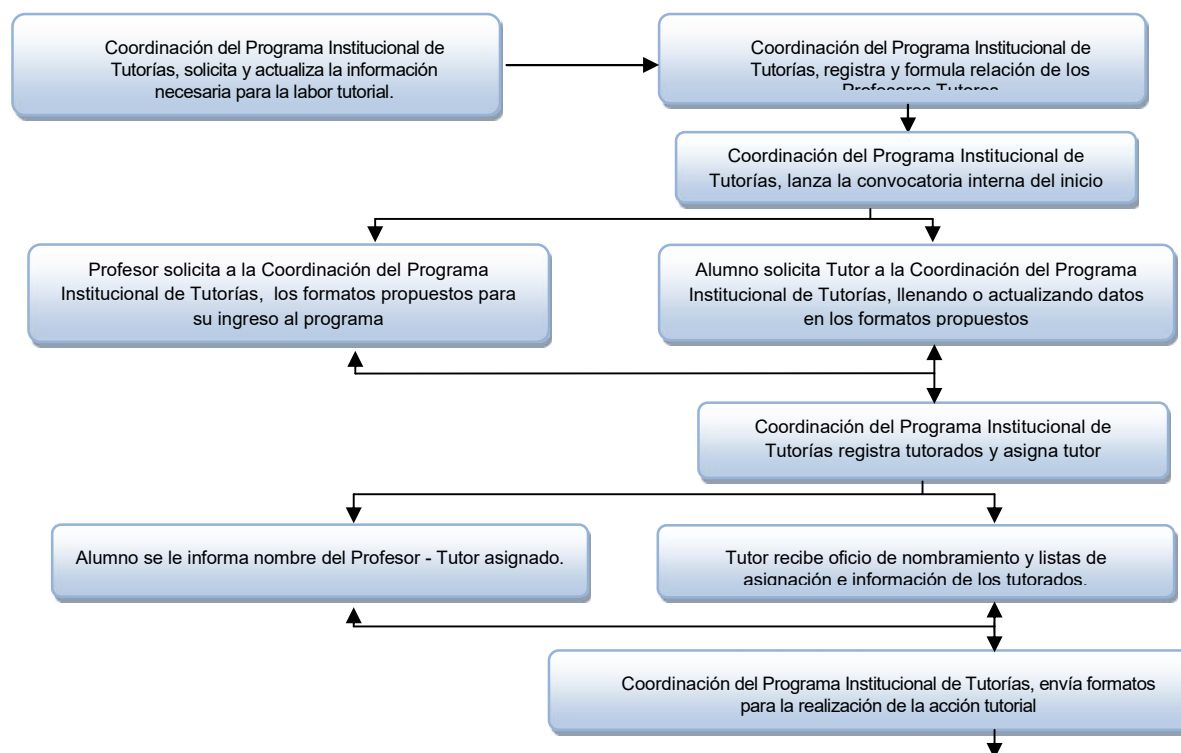 Coordinación del Programa Institucional de
Tutorías, solicita y actualiza la información
necesaria para la labor tutorial.
Coordinación del Programa Institucional de
Tutorías, registra y formula relación de los
Profesores Tutores
Coordinación del Programa Institucional de
Tutorías, lanza la convocatoria interna del inicio
Profesor solicita a la Coordinación del Programa
Institucional de Tutorías, los formatos propuestos para
su ingreso al programa
Alumno solicita Tutor a la Coordinación del Programa
Institucional de Tutorías, llenando o actualizando datos
en los formatos propuestos
Coordinación del Programa Institucional de
Tutorías registra tutorados y asigna tutor
Alumno se le informa nombre del Profesor - Tutor asignado.
Tutor recibe oficio de nombramiento y listas de
asignación e información de los tutorados.
Coordinación del Programa Institucional de Tutorías, envía formatos
para la realización de la acción tutorial